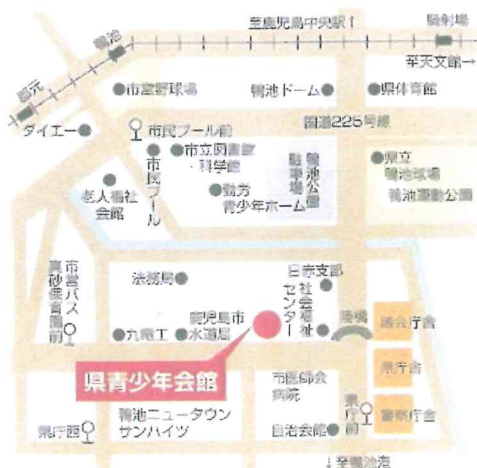 至鹿児島中央駅↑
騎射場
鴨池
至天文館→
郡元
市営野球場
鴨池ドーム
県体育館
ダイエー
市民プール前
国道225号線
市民プール
市立図書館
・科学館
鴨池公園
駐車場
県立
鴨池球場
鴨池運動公園
老人福祉
会館
勤労
青少年ホーム
市営バス
真砂保育園前
法務局
日赤支部
社会福祉
センター
九電工
鹿児島市
水道局
陸橋
議会庁舎
県庁舎
警察庁舎
県青少年会館
市医師会
病院
県庁前
県庁西
鴨池ニュータウン
サンハイツ
自治会館
↓至鴨池港